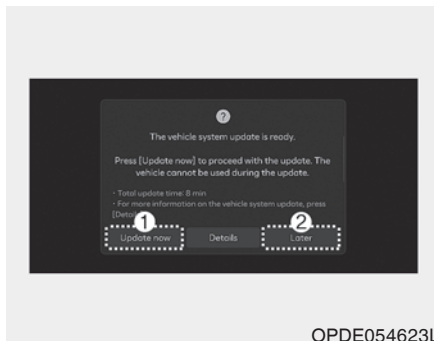 ?
The vehicle system update is ready.
Press [Update now] to proceed with the update. The
vehicle cannot be used during the update.
- Total update time: 8 min
- For more information on the vehicle system update, press
[Detail
1
2
Update now
Details
Later
OPDE054623L